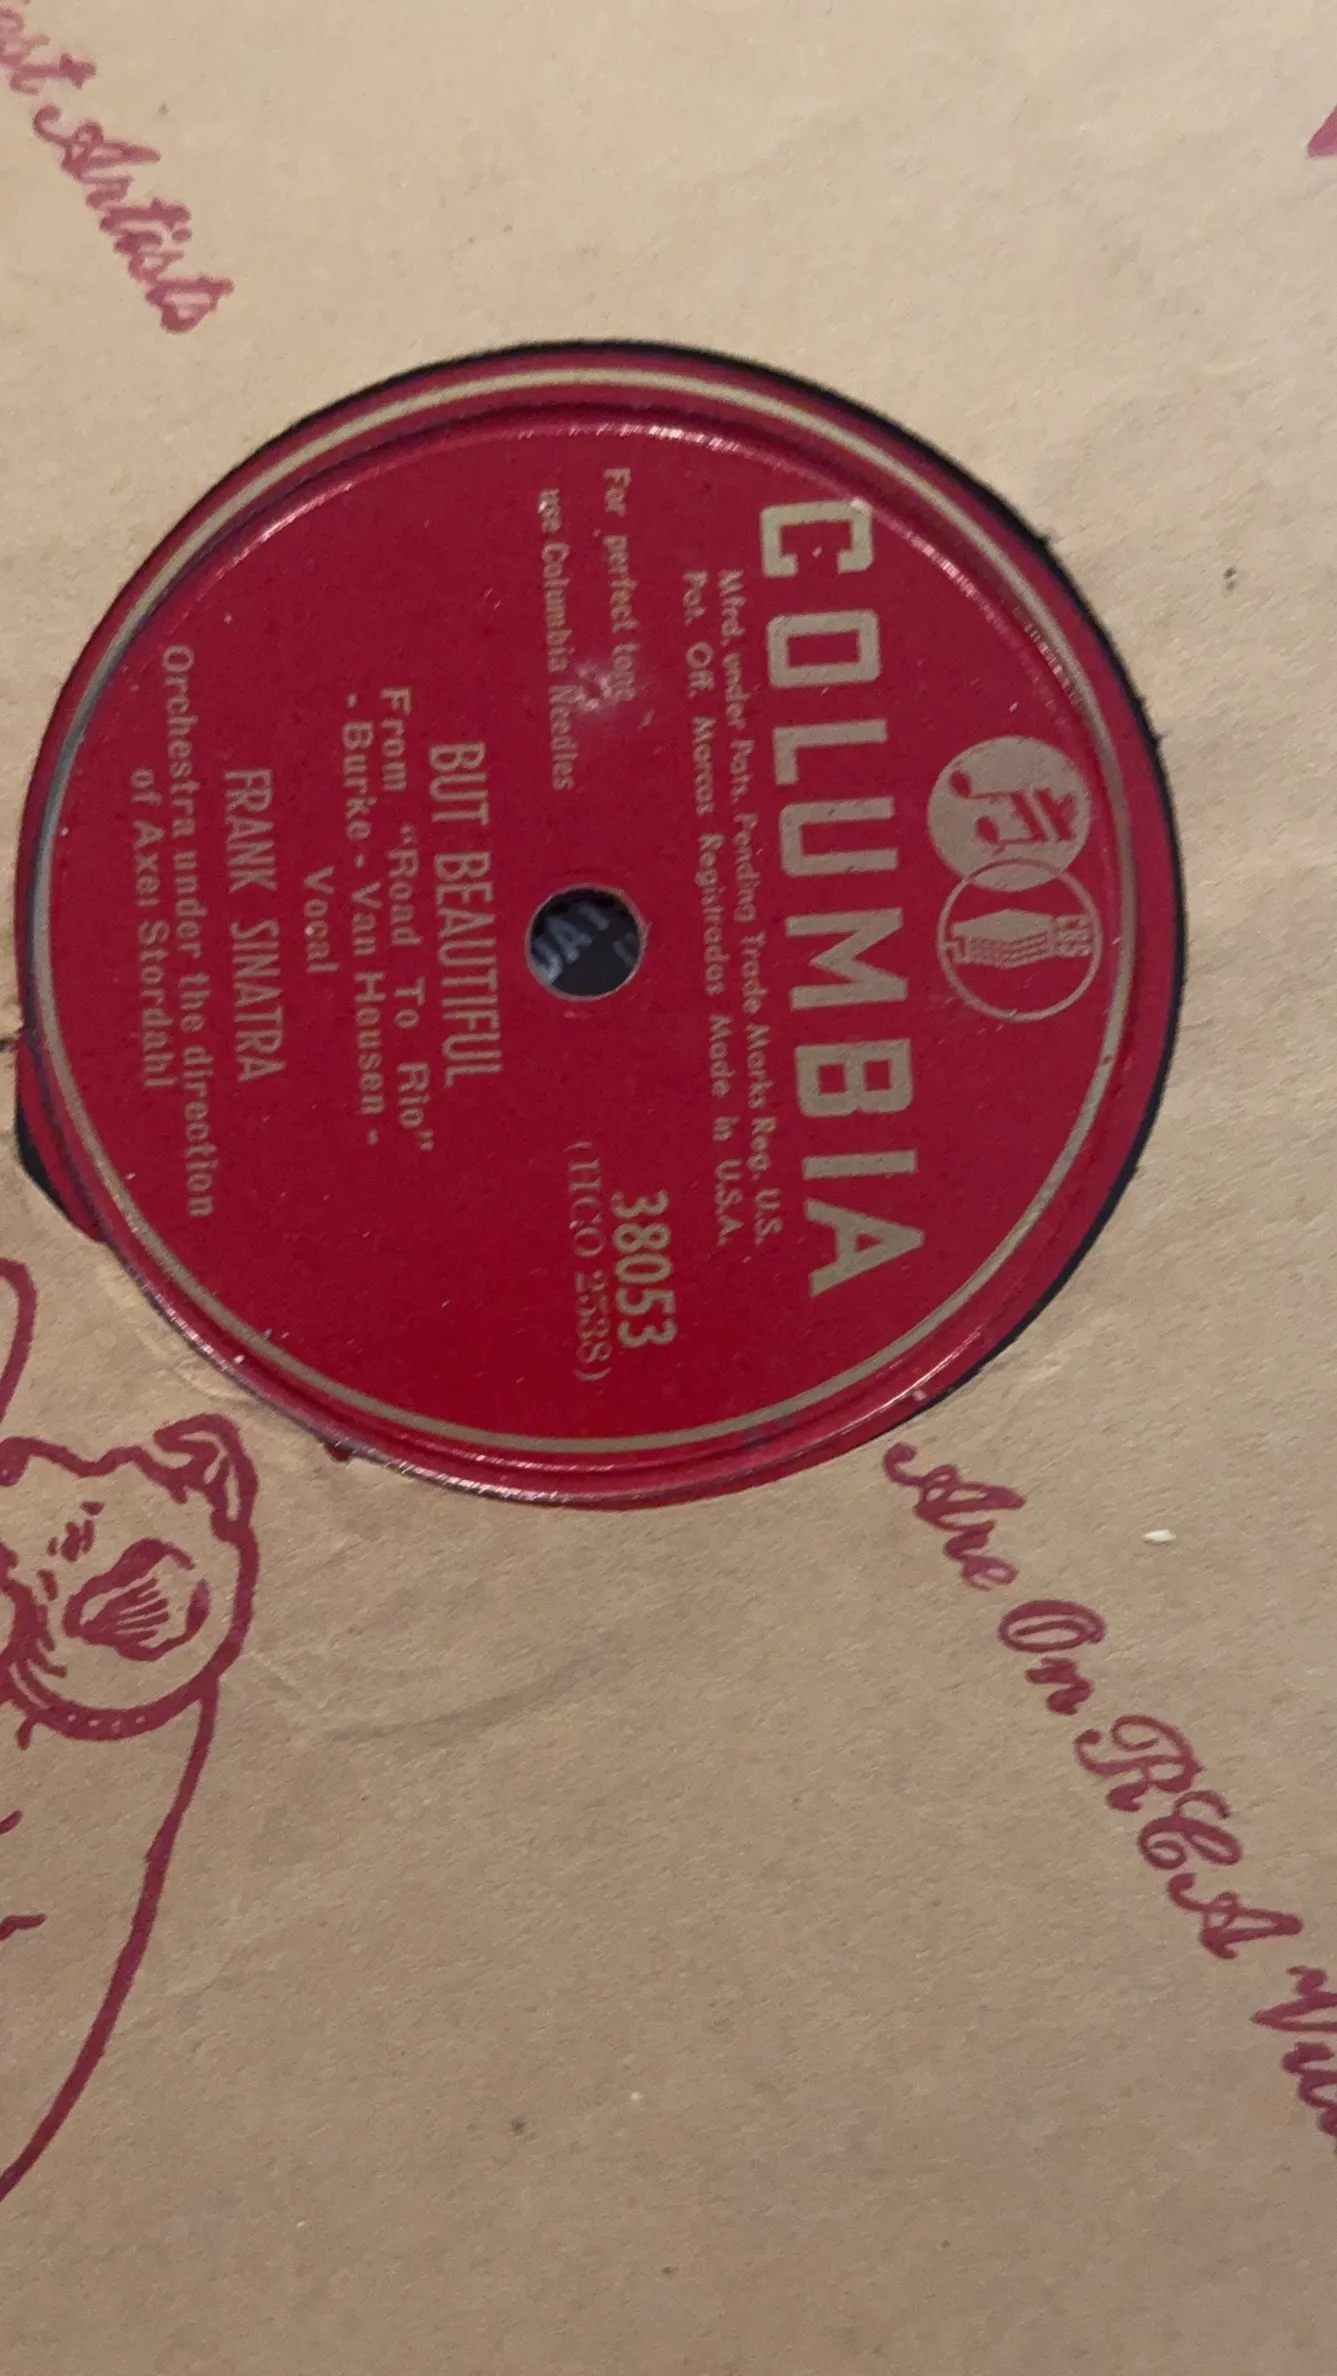 COLUMBIA
Mfrd. under Pats. Pending Trade Marks Reg. U.S.
Pat. Off. Marcas Registradas Made in U.S.A.
For perfect tone
use Columbia Needles
38053
(HCO 2538)
BUT BEAUTIFUL
From "Road To Rio"
- Burke - Van Heusen -
Vocal
FRANK SINATRA
Orchestra under the direction
of Axel Stordahl
Artists
Are On RCA